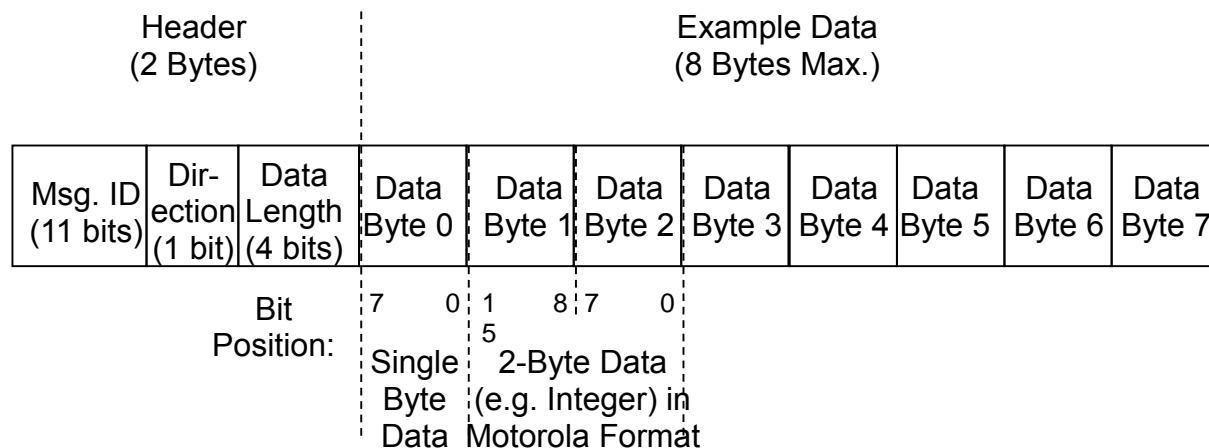 Header
(2 Bytes)
Example Data
(8 Bytes Max.)
Msg. ID
(11 bits)
Dir-
ection
(1 bit)
Data
Length
(4 bits)
Data
Byte 0
Data
Byte 1
Data
Byte 2
Data
Byte 3
Data
Byte 4
Data
Byte 5
Data
Byte 6
Data
Byte 7
Bit
Position:
7 0
1 8
5
7 0
Single
Byte
Data
2-Byte Data
(e.g. Integer) in
Motorola Format